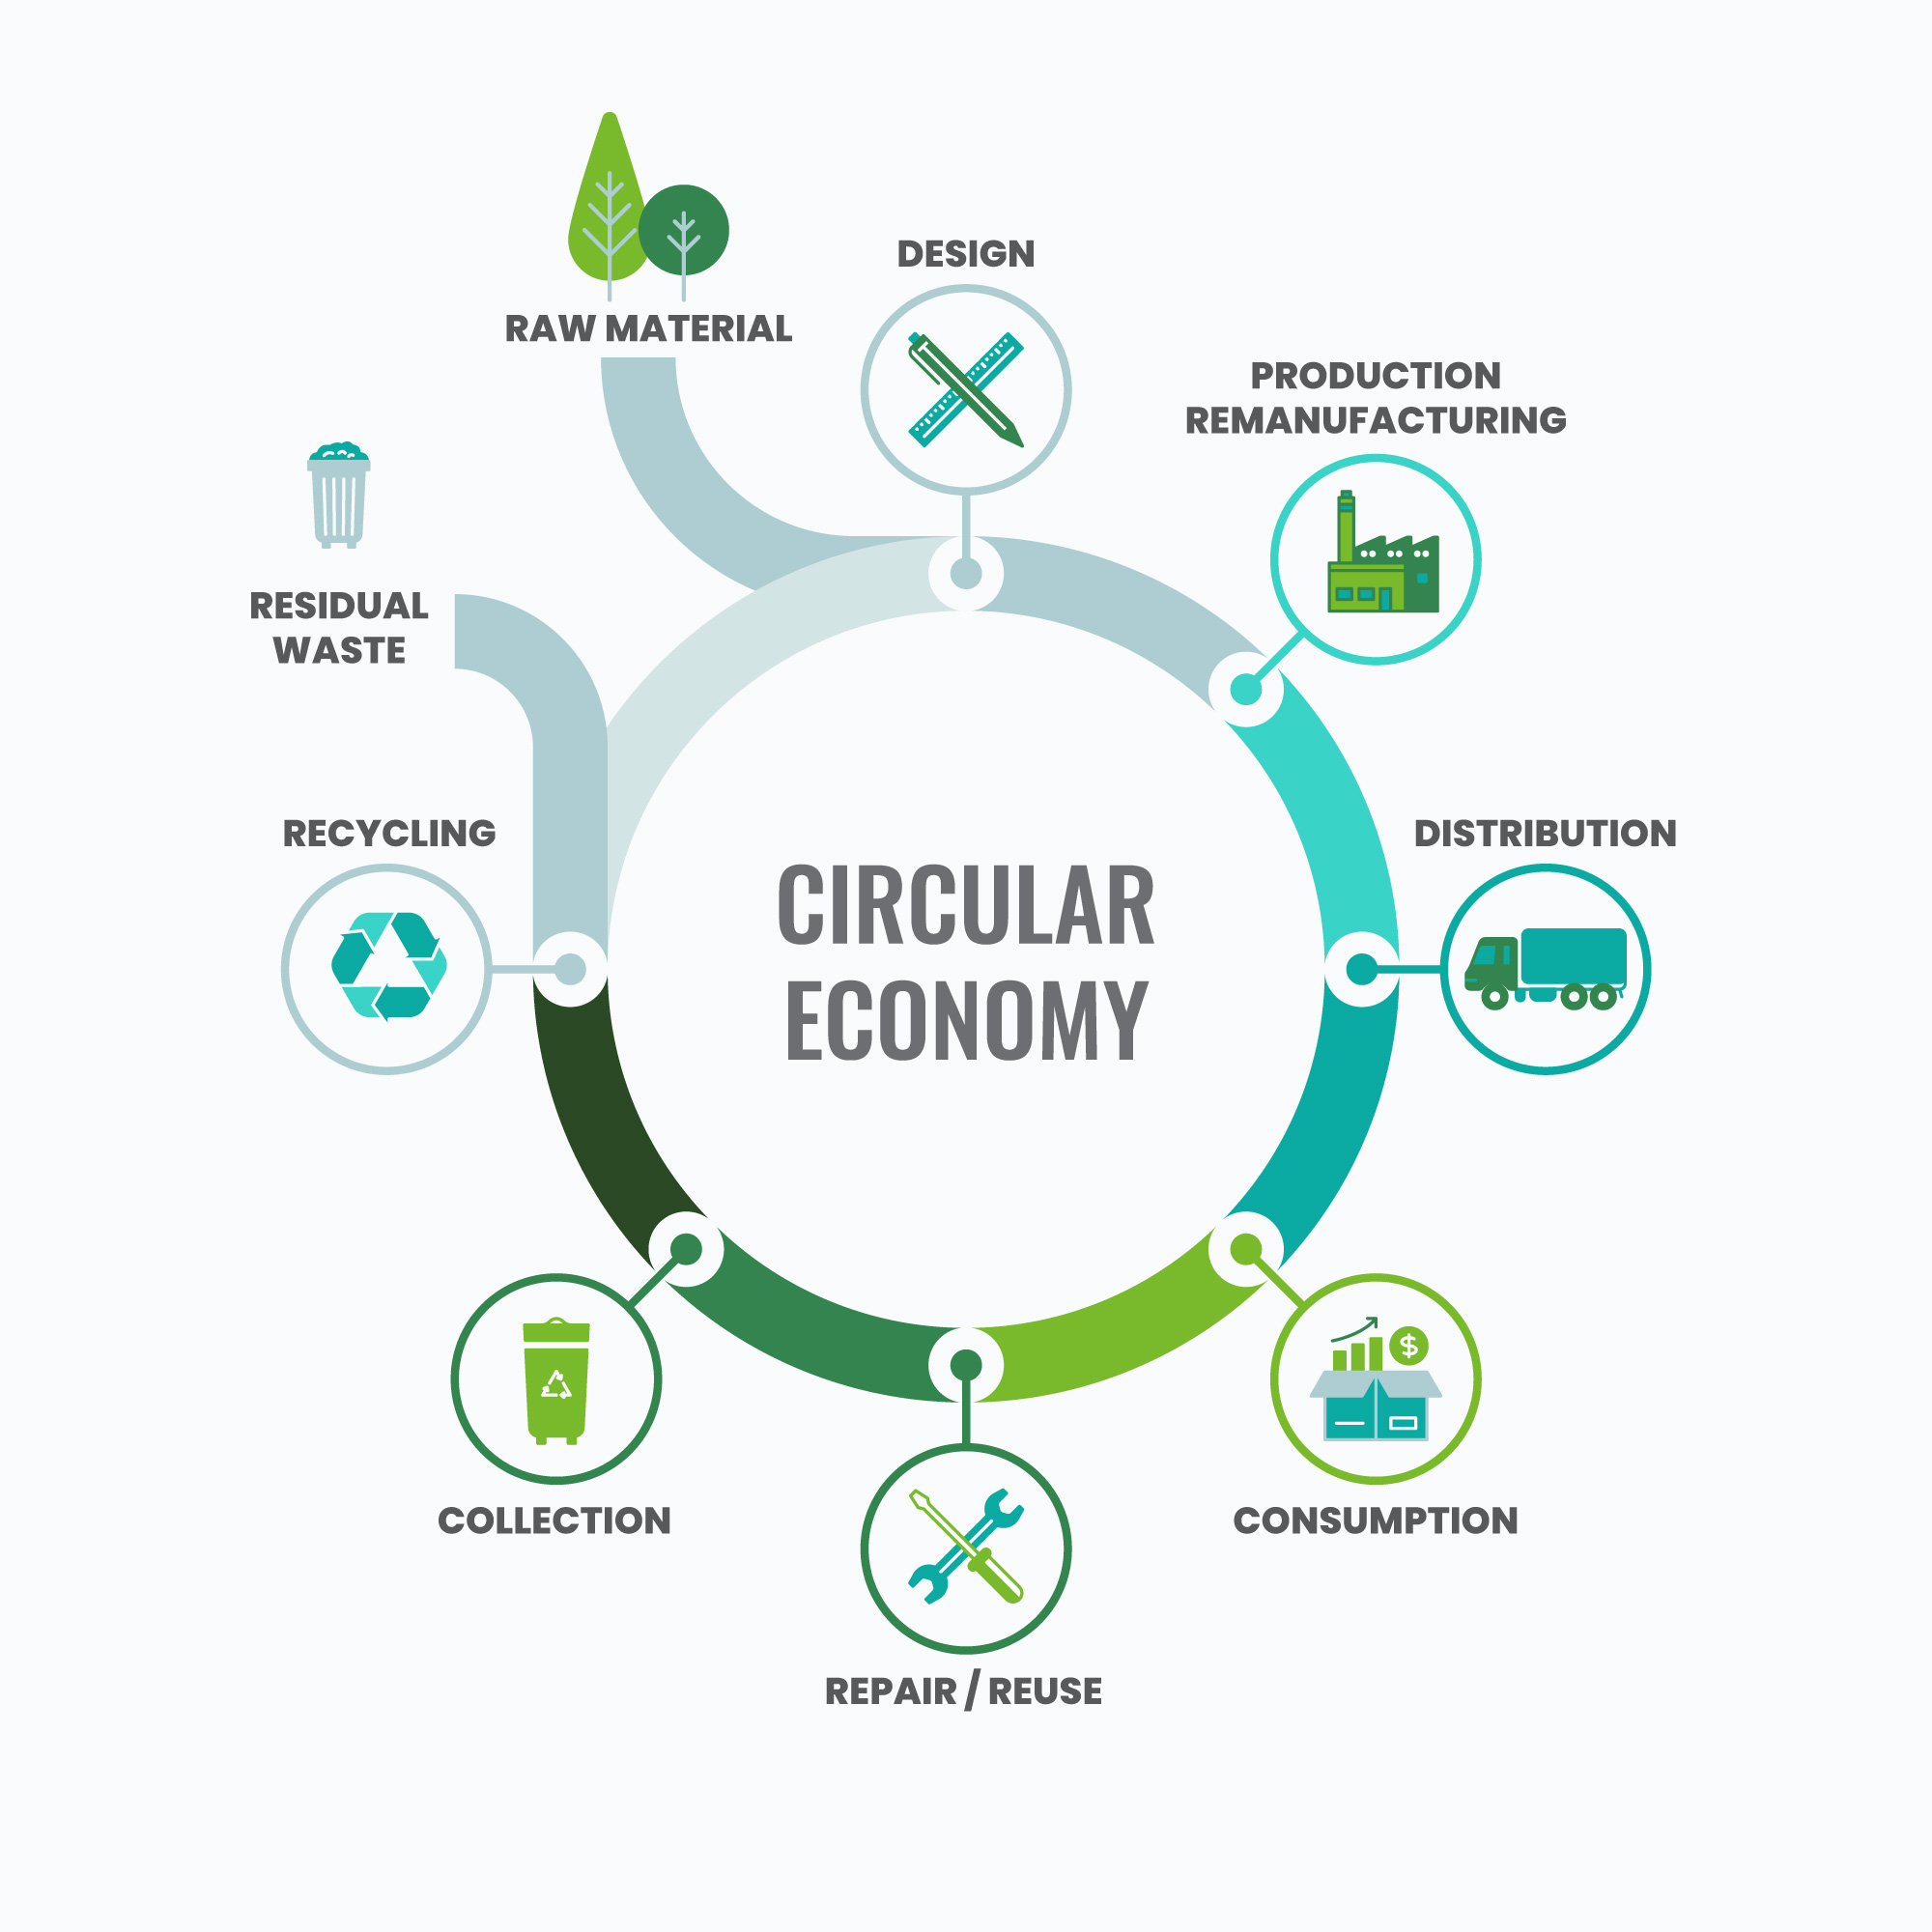 DESIGN
RAW MATERIAL
PRODUCTION
REMANUFACTURING
RESIDUAL
WASTE
RECYCLING
DISTRIBUTION
CIRCULAR
ECONOMY
$
COLLECTION
CONSUMPTION
REPAIR / REUSE